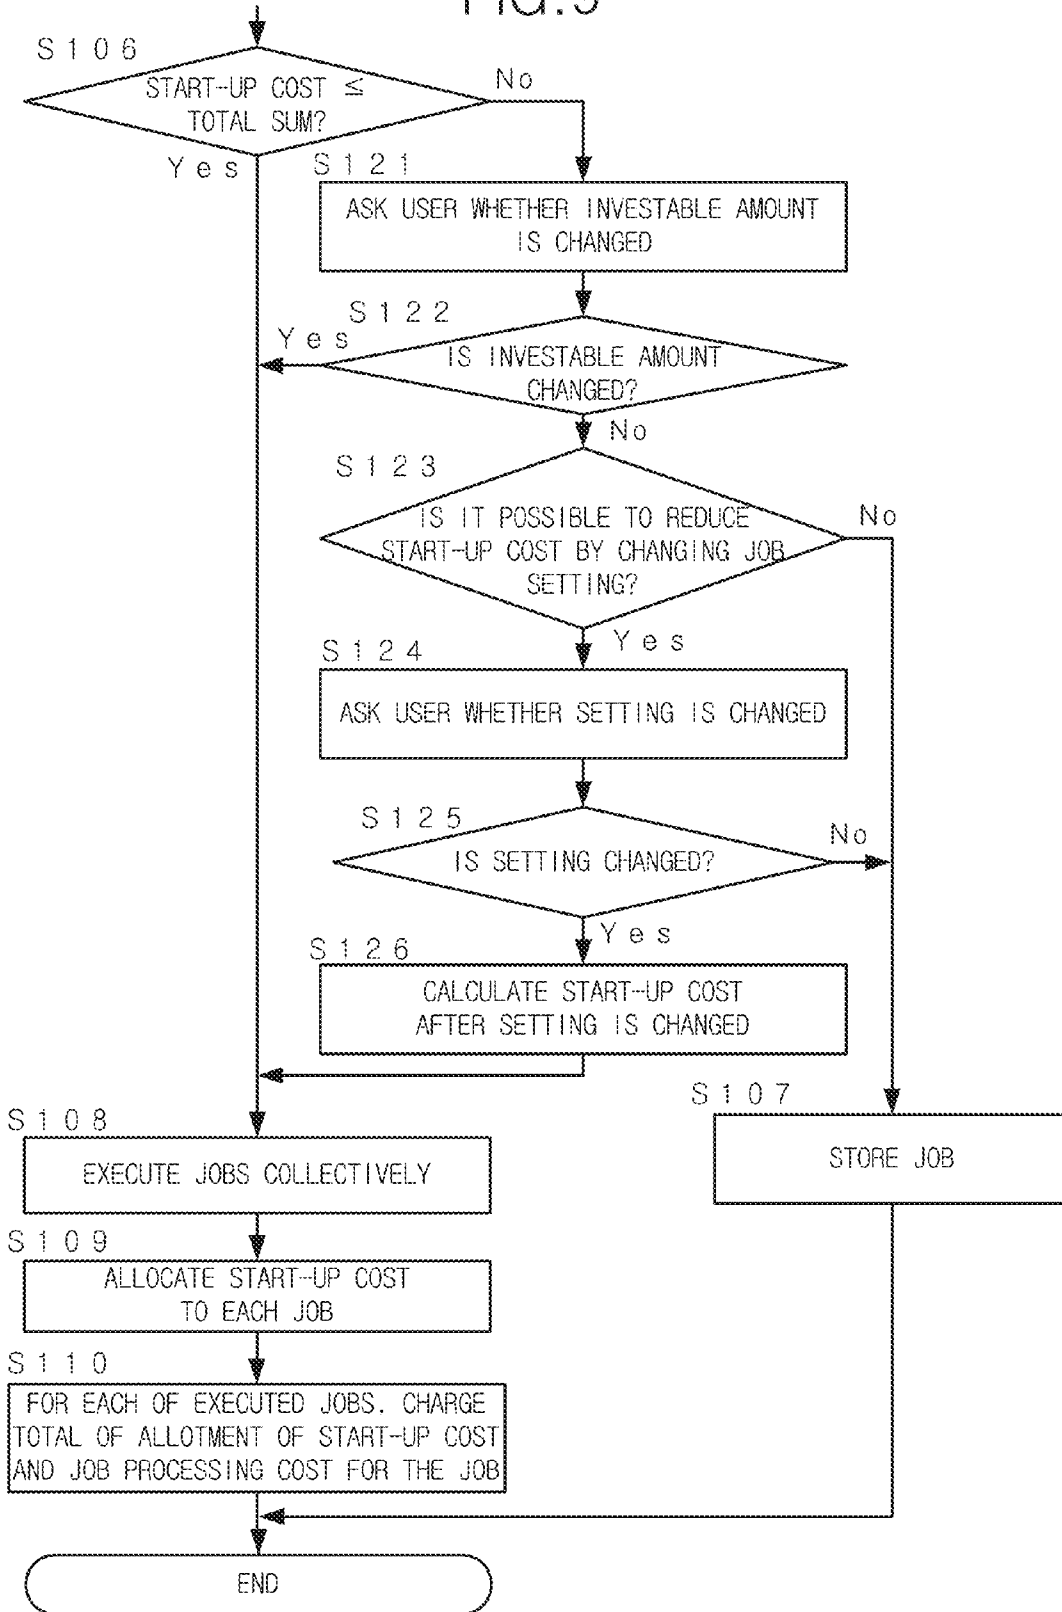 S106
START-UP COST ≤
TOTAL SUM?
No
Yes
S121
ASK USER WHETHER INVESTABLE AMOUNT
IS CHANGED
S122
Yes
IS INVESTABLE AMOUNT
CHANGED?
No
S123
IS IT POSSIBLE TO REDUCE
START-UP COST BY CHANGING JOB
SETTING?
No
Yes
S124
ASK USER WHETHER SETTING IS CHANGED
S125
IS SETTING CHANGED?
No
Yes
S126
CALCULATE START-UP COST
AFTER SETTING IS CHANGED
S107
STORE JOB
S108
EXECUTE JOBS COLLECTIVELY
S109
ALLOCATE START-UP COST
TO EACH JOB
S110
FOR EACH OF EXECUTED JOBS. CHARGE
TOTAL OF ALLOTMENT OF START-UP COST
AND JOB PROCESSING COST FOR THE JOB
END